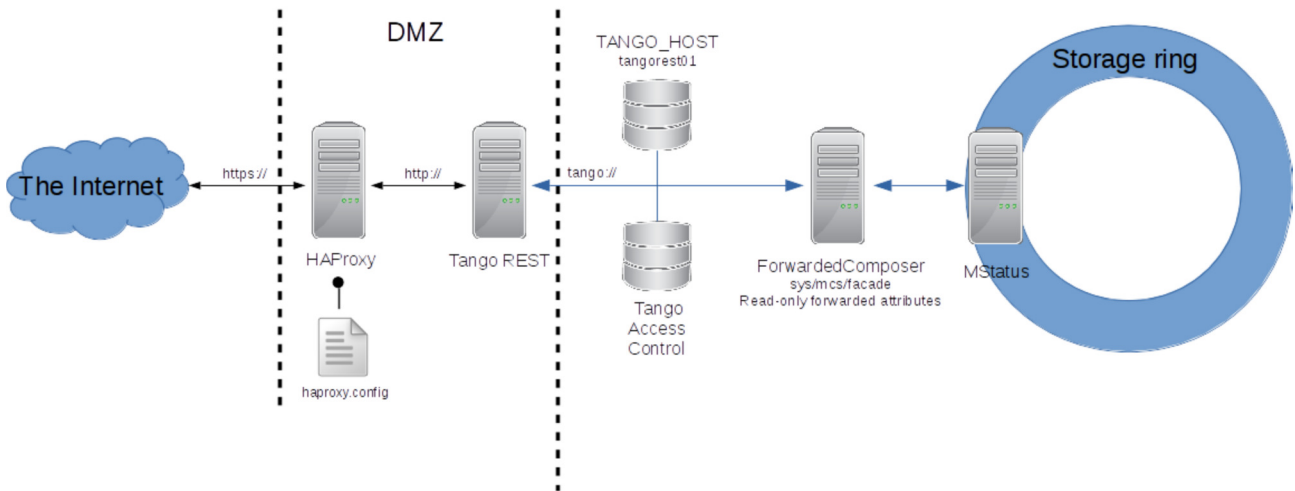 DMZ
The Internet
https://
HAProxy
haproxy.config
http://
Tango REST
tango://
TANGO_HOST
tangorest01
Tango
Access
Control
ForwardedComposer
sys/mcs/facade
Read-only forwarded attributes
Storage ring
MStatus